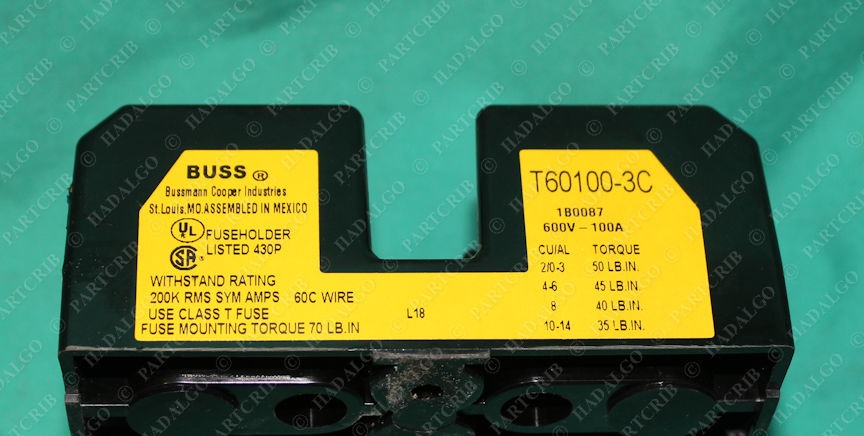 BUSS ®
Bussmann Cooper Industries
St.Louis,MO.ASSEMBLED IN MEXICO
UL FUSEHOLDER
LISTED 430P
SA
WITHSTAND RATING
200K RMS SYM AMPS 60C WIRE
USE CLASS T FUSE
FUSE MOUNTING TORQUE 70 LB.IN
L18
T60100-3C
1B0087
600V-100A
CU/AL TORQUE
2/0-3 50 LB.IN.
4-6 45 LB.IN.
8 40 LB.IN.
10-14 35 LB.IN.
© HADALGO PARTCRIB